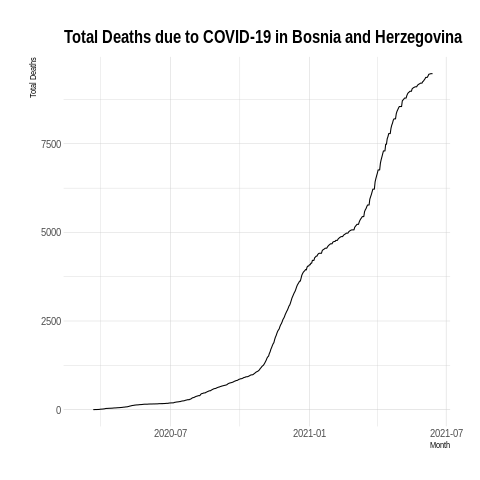 Total Deaths due to COVID-19 in Bosnia and Herzegovina
Total Deaths
7500
5000
2500
0
2020-07
2021-01
2021-07
Month